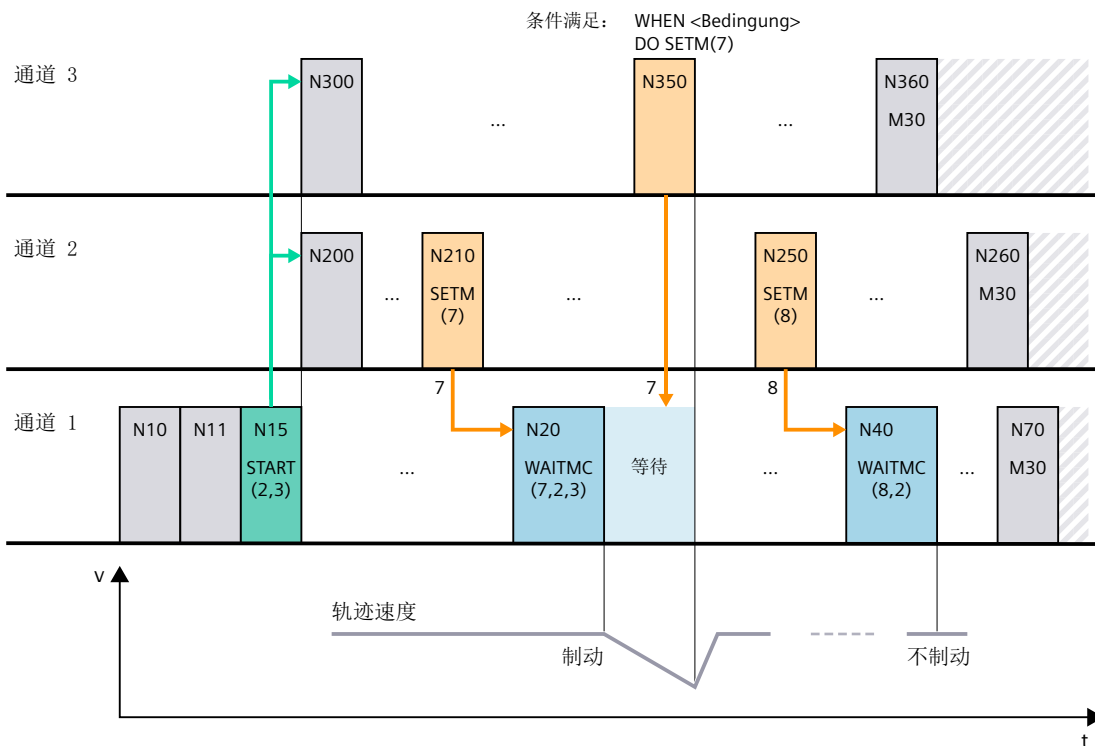 条件满足： WHEN <Bedingung>
DO SETM(7)
通道 3
N300
N350
N360
...
...
M30
通道 2
N200
N210
N250
N260
...
SETM
(7)
...
SETM
(8)
...
M30
7
7
8
通道 1
N10
N11
N15
N20
N40
N70
START
(2,3)
...
WAITMC
(7,2,3)
等待
...
WAITMC
(8,2)
...
M30
v
轨迹速度
制动
不制动
t